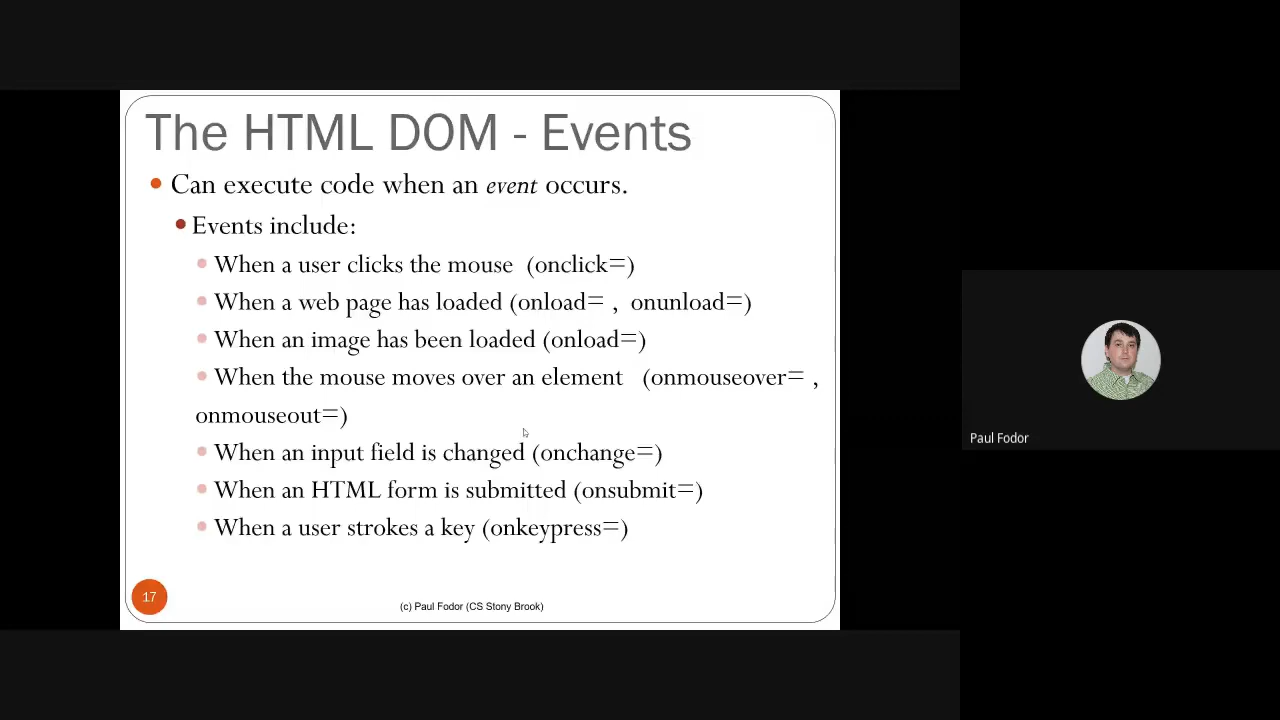 The HTML DOM - Events
Can execute code when an event occurs.
Events include:
When a user clicks the mouse (onclick=)
When a web page has loaded (onload= , onunload=)
When an image has been loaded (onload=)
When the mouse moves over an element (onmouseover= ,
onmouseout=)
When an input field is changed (onchange=)
When an HTML form is submitted (onsubmit=)
When a user strokes a key (onkeypress=)
17
(c) Paul Fodor (CS Stony Brook)
Paul Fodor